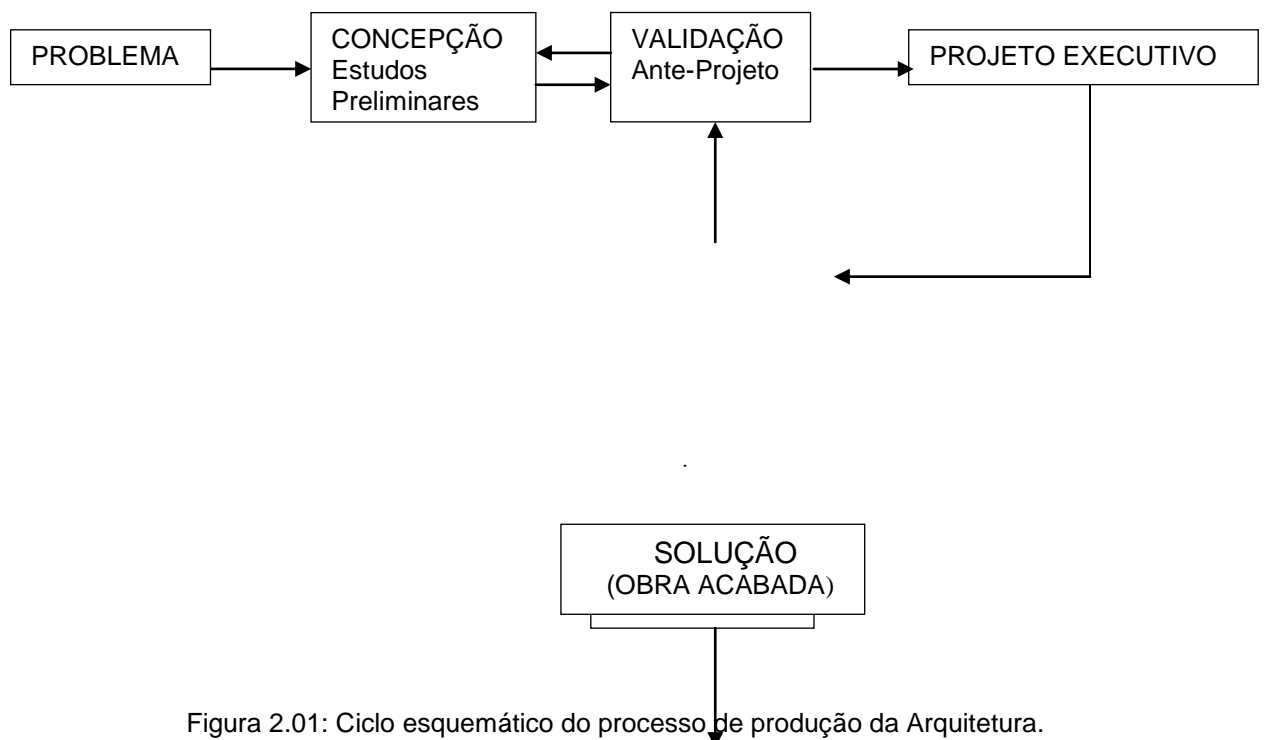 PROBLEMA
CONCEPÇÃO
Estudos
Preliminares
VALIDAÇÃO
Ante-Projeto
PROJETO EXECUTIVO
.
SOLUÇÃO
(OBRA ACABADA)
Figura 2.01: Ciclo esquemático do processo de produção da Arquitetura.